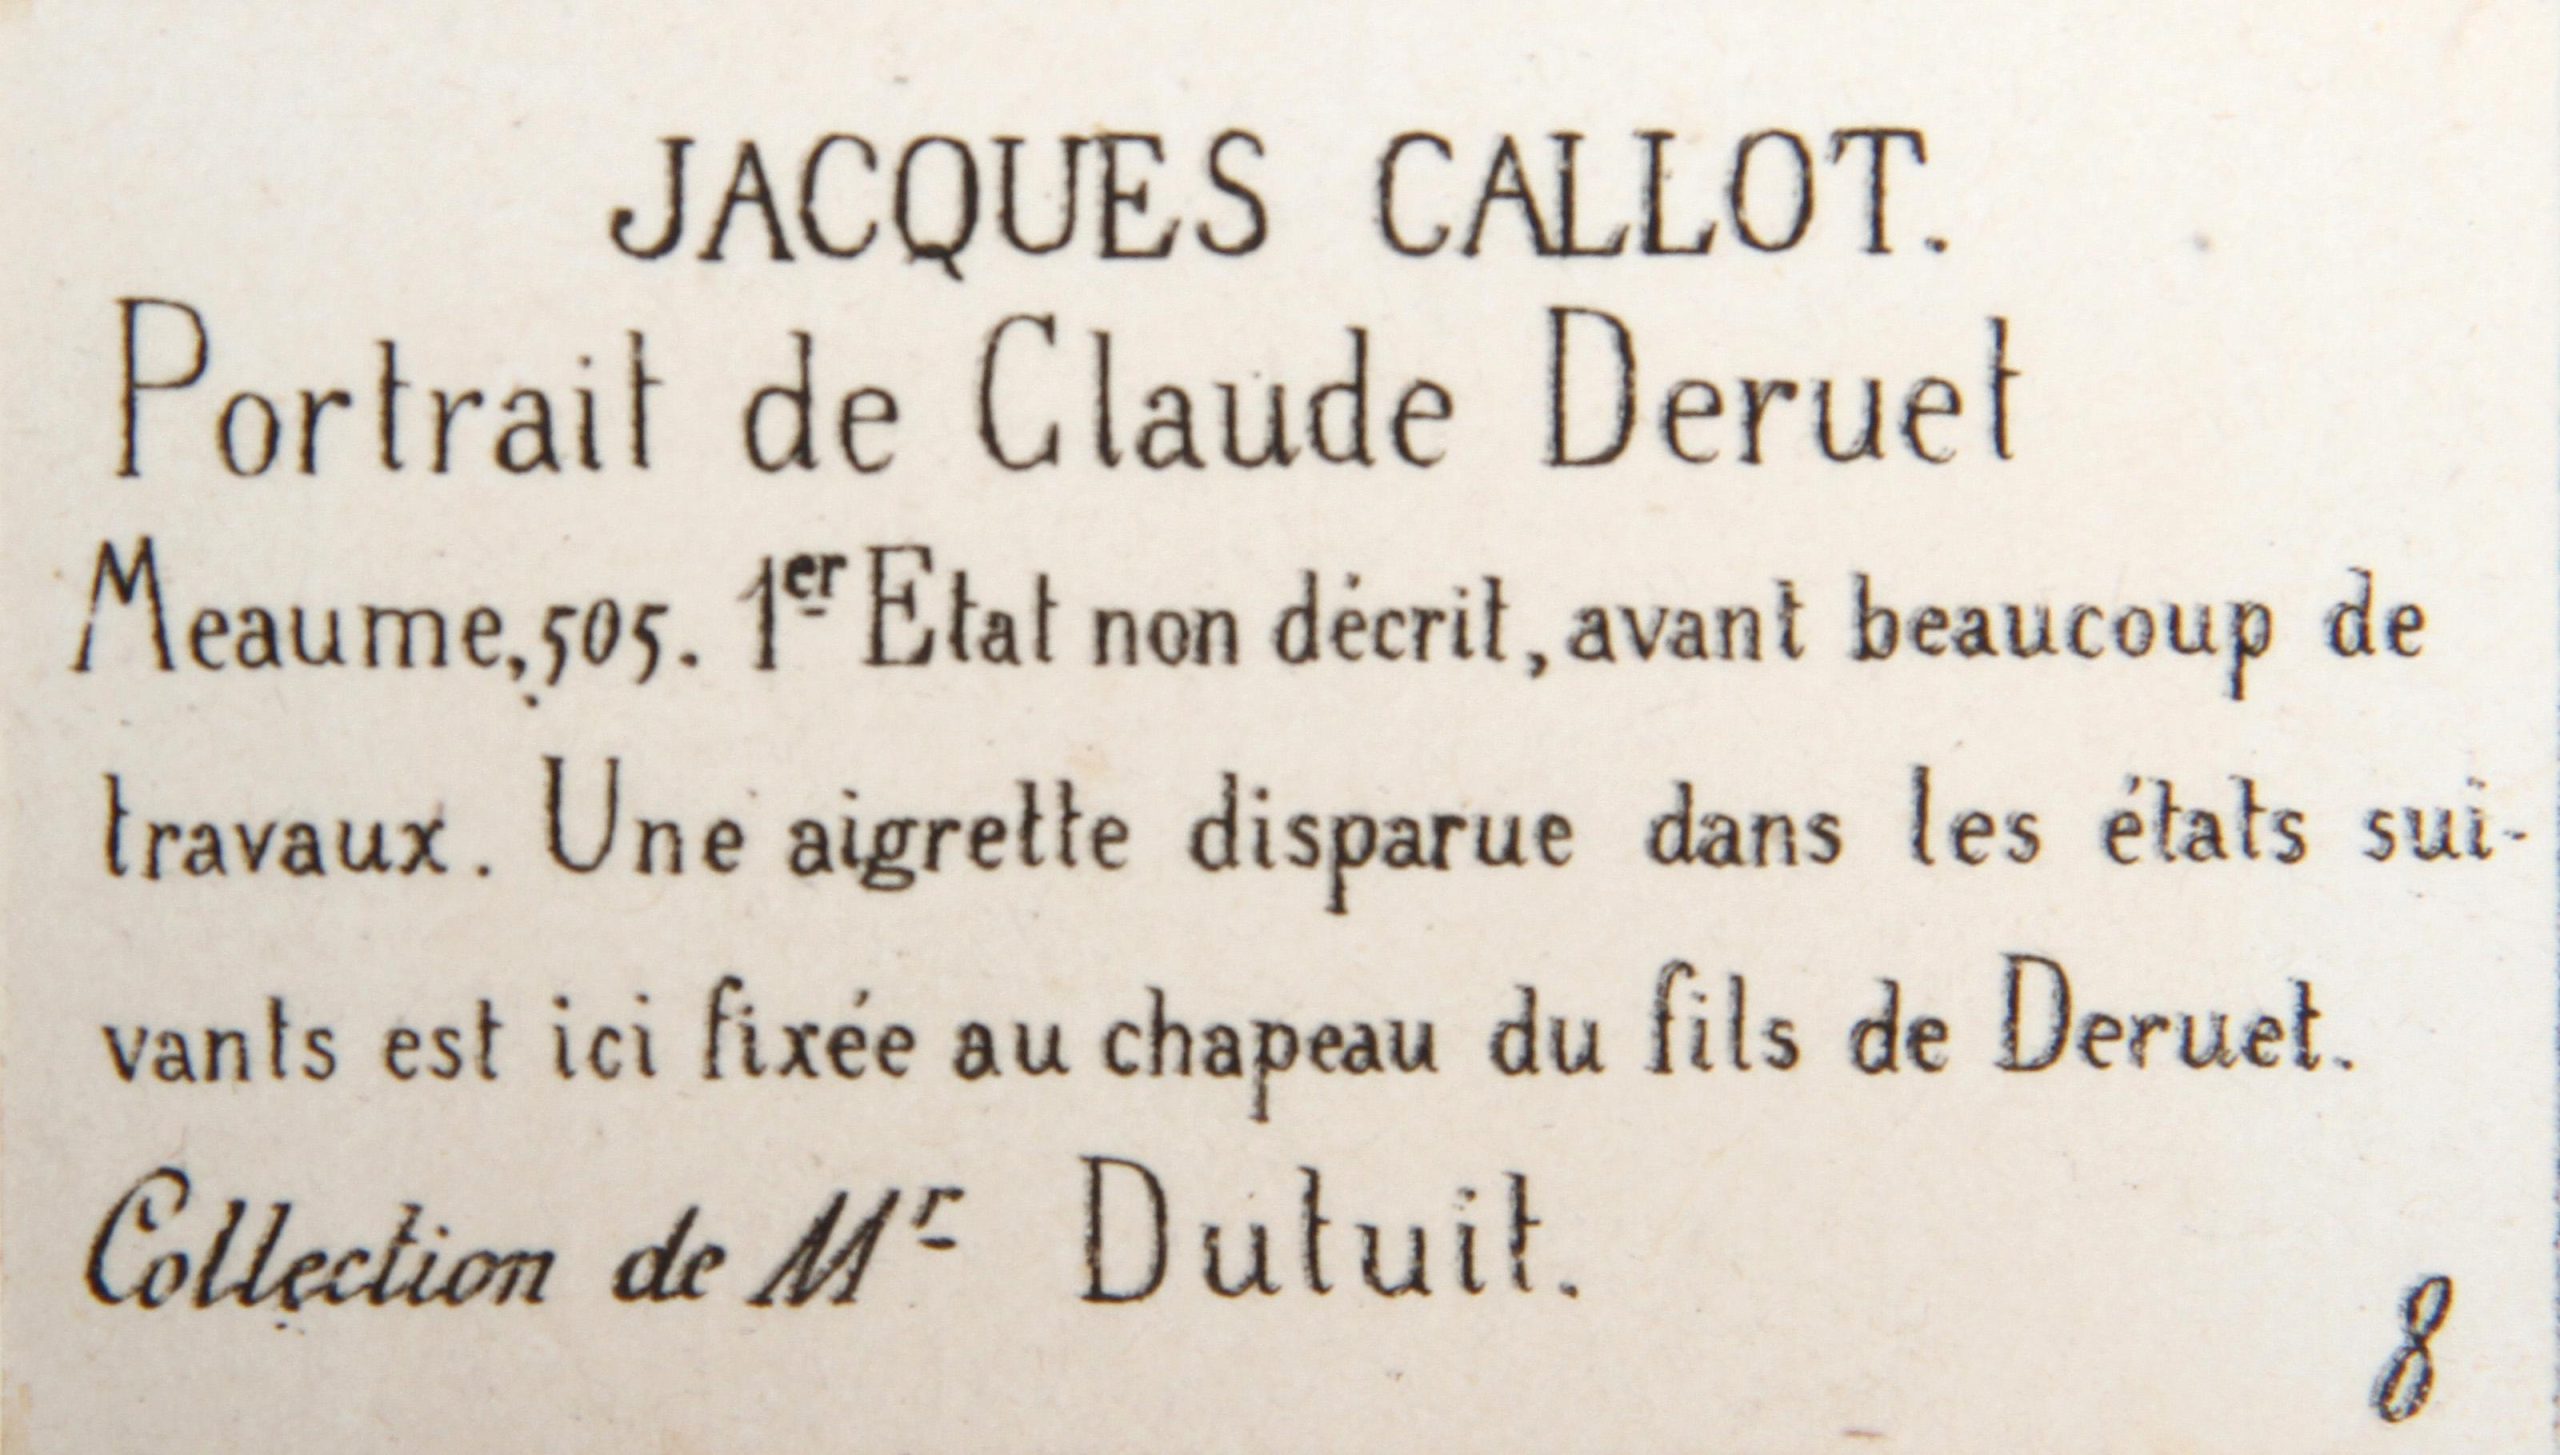 JACQUES CALLOT.
Portrait de Claude Deruet
Meaume, 505. 1er Etat non décrit, avant beaucoup de
travaux. Une aigrette disparue dans les états sui-
vants est ici fixée au chapeau du fils de Deruet.
Collection de Mr Dutuit.
8